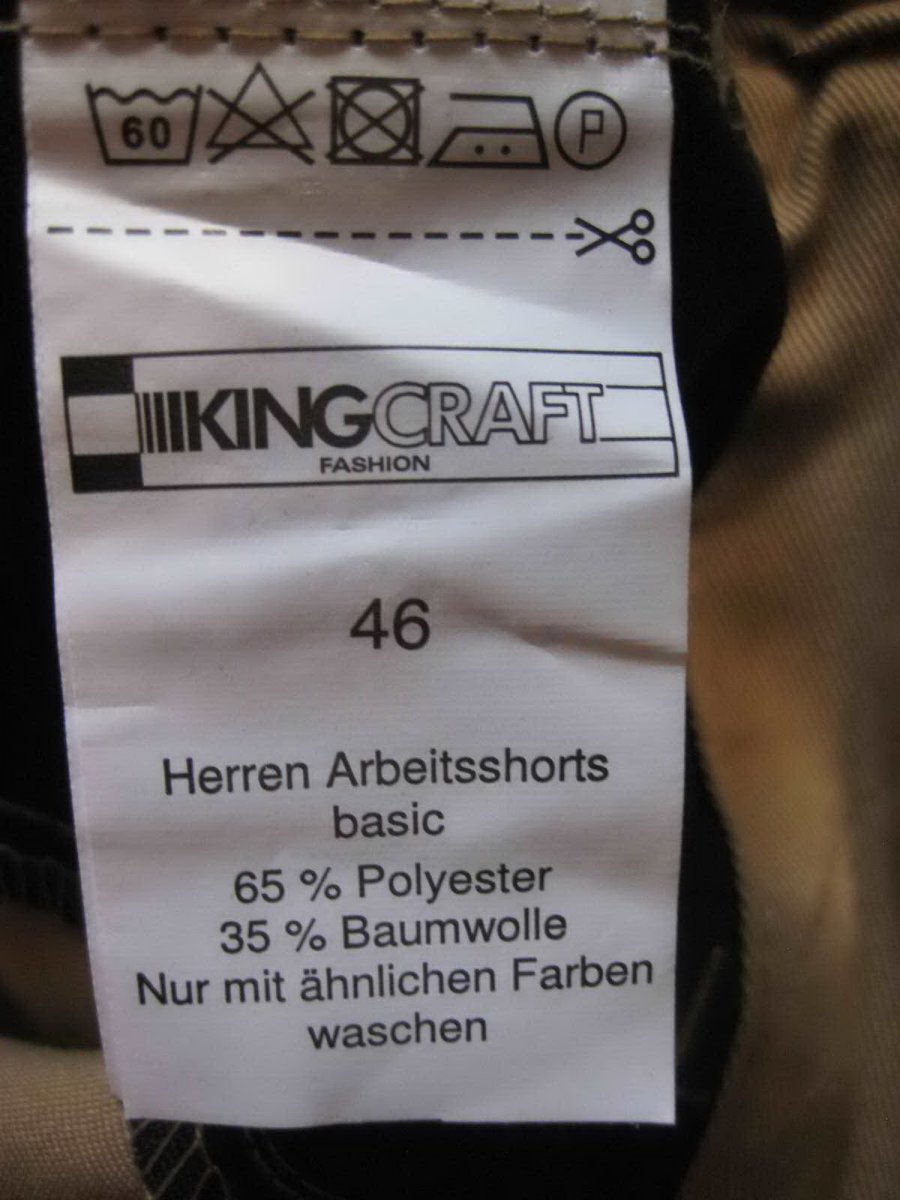 60 P
KINGCRAFT
FASHION
46
Herren Arbeitsshorts
basic
65 % Polyester
35 % Baumwolle
Nur mit ähnlichen Farben
waschen